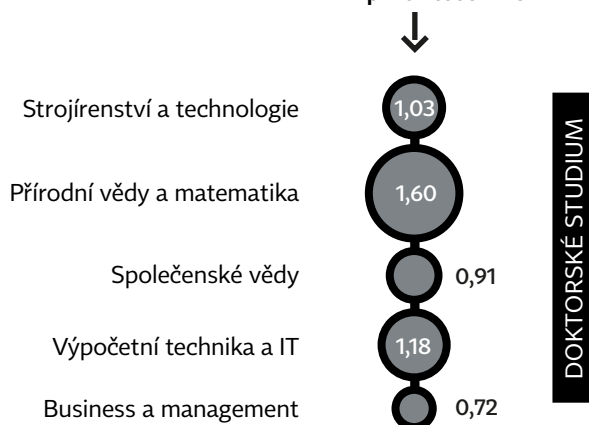 Strojírenství a technologie 1,03
Přírodní vědy a matematika 1,60
Společenské vědy 0,91
Výpočetní technika a IT 1,18
Business a management 0,72
DOKTORSKÉ STUDIUM